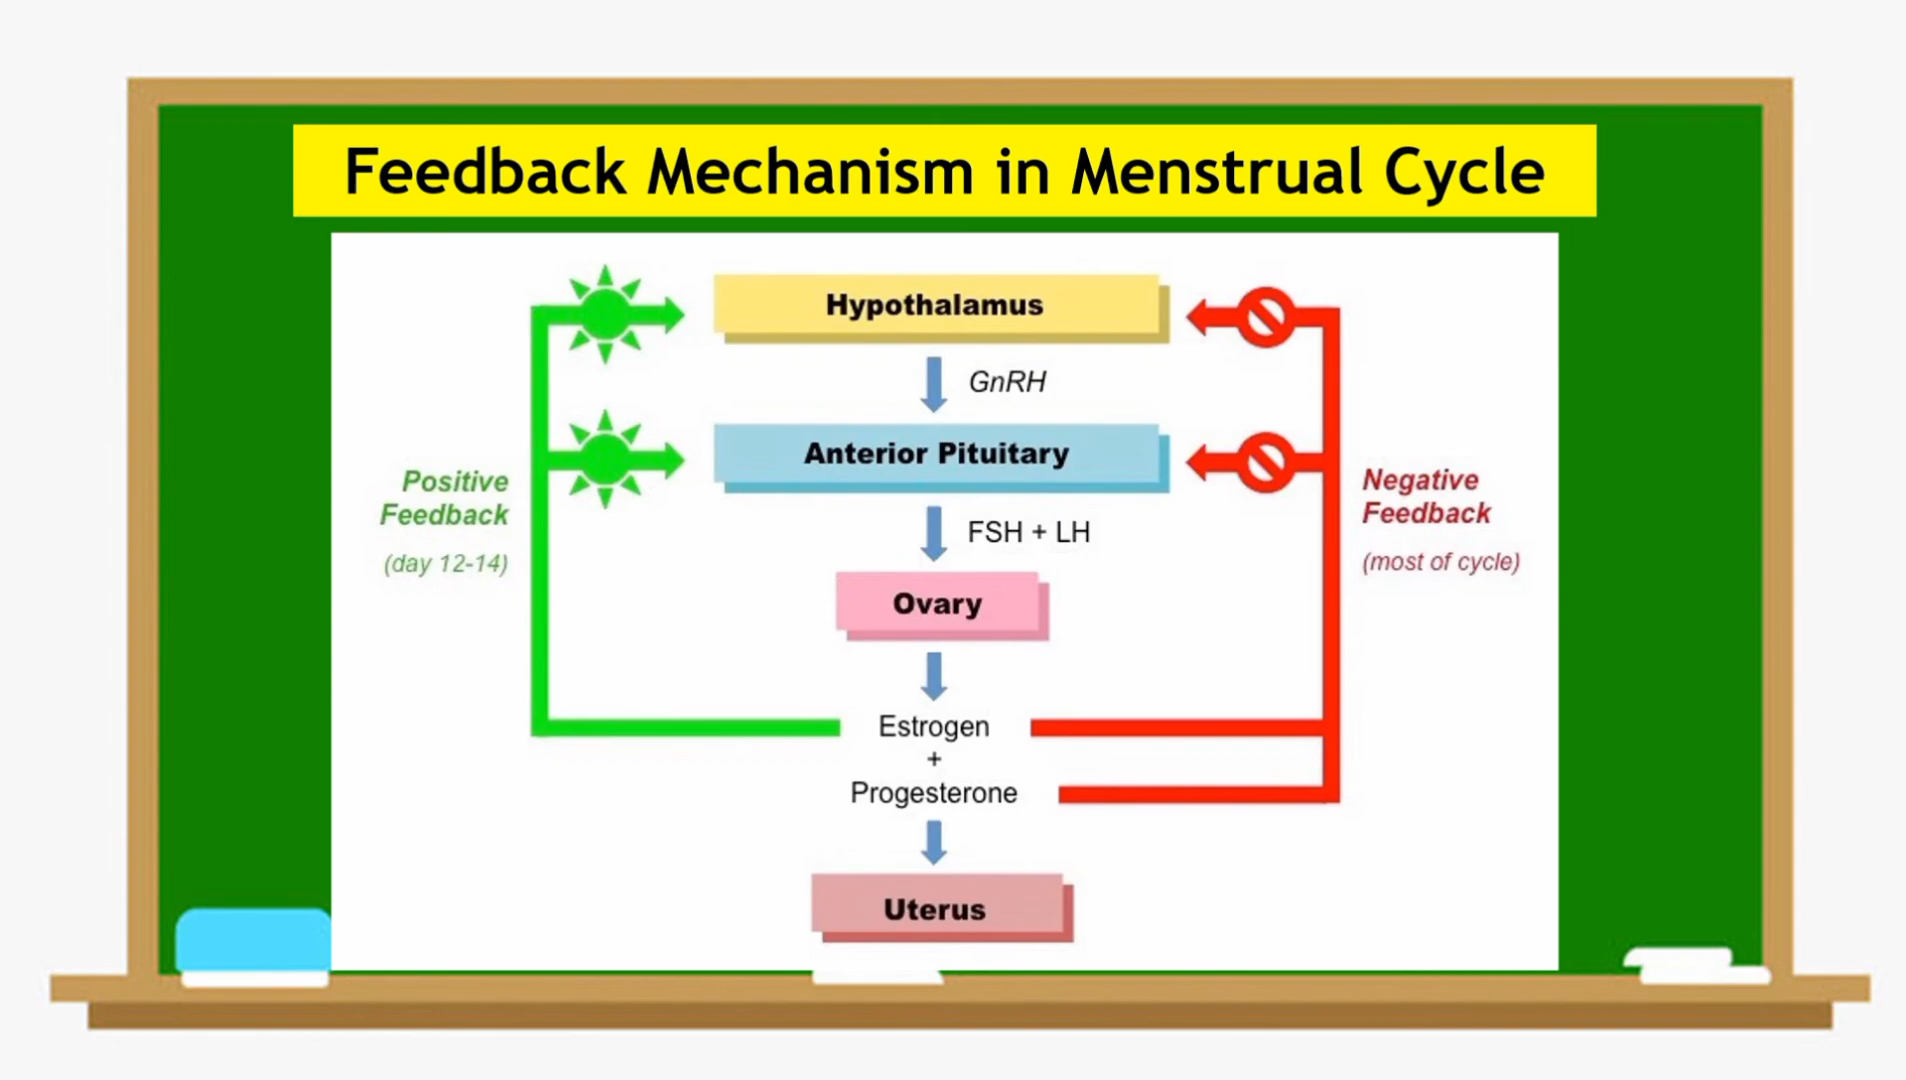 Feedback Mechanism in Menstrual Cycle
Hypothalamus
GnRH
Anterior Pituitary
Positive
Feedback
(day 12-14)
Negative
Feedback
(most of cycle)
FSH + LH
Ovary
Estrogen
+
Progesterone
Uterus